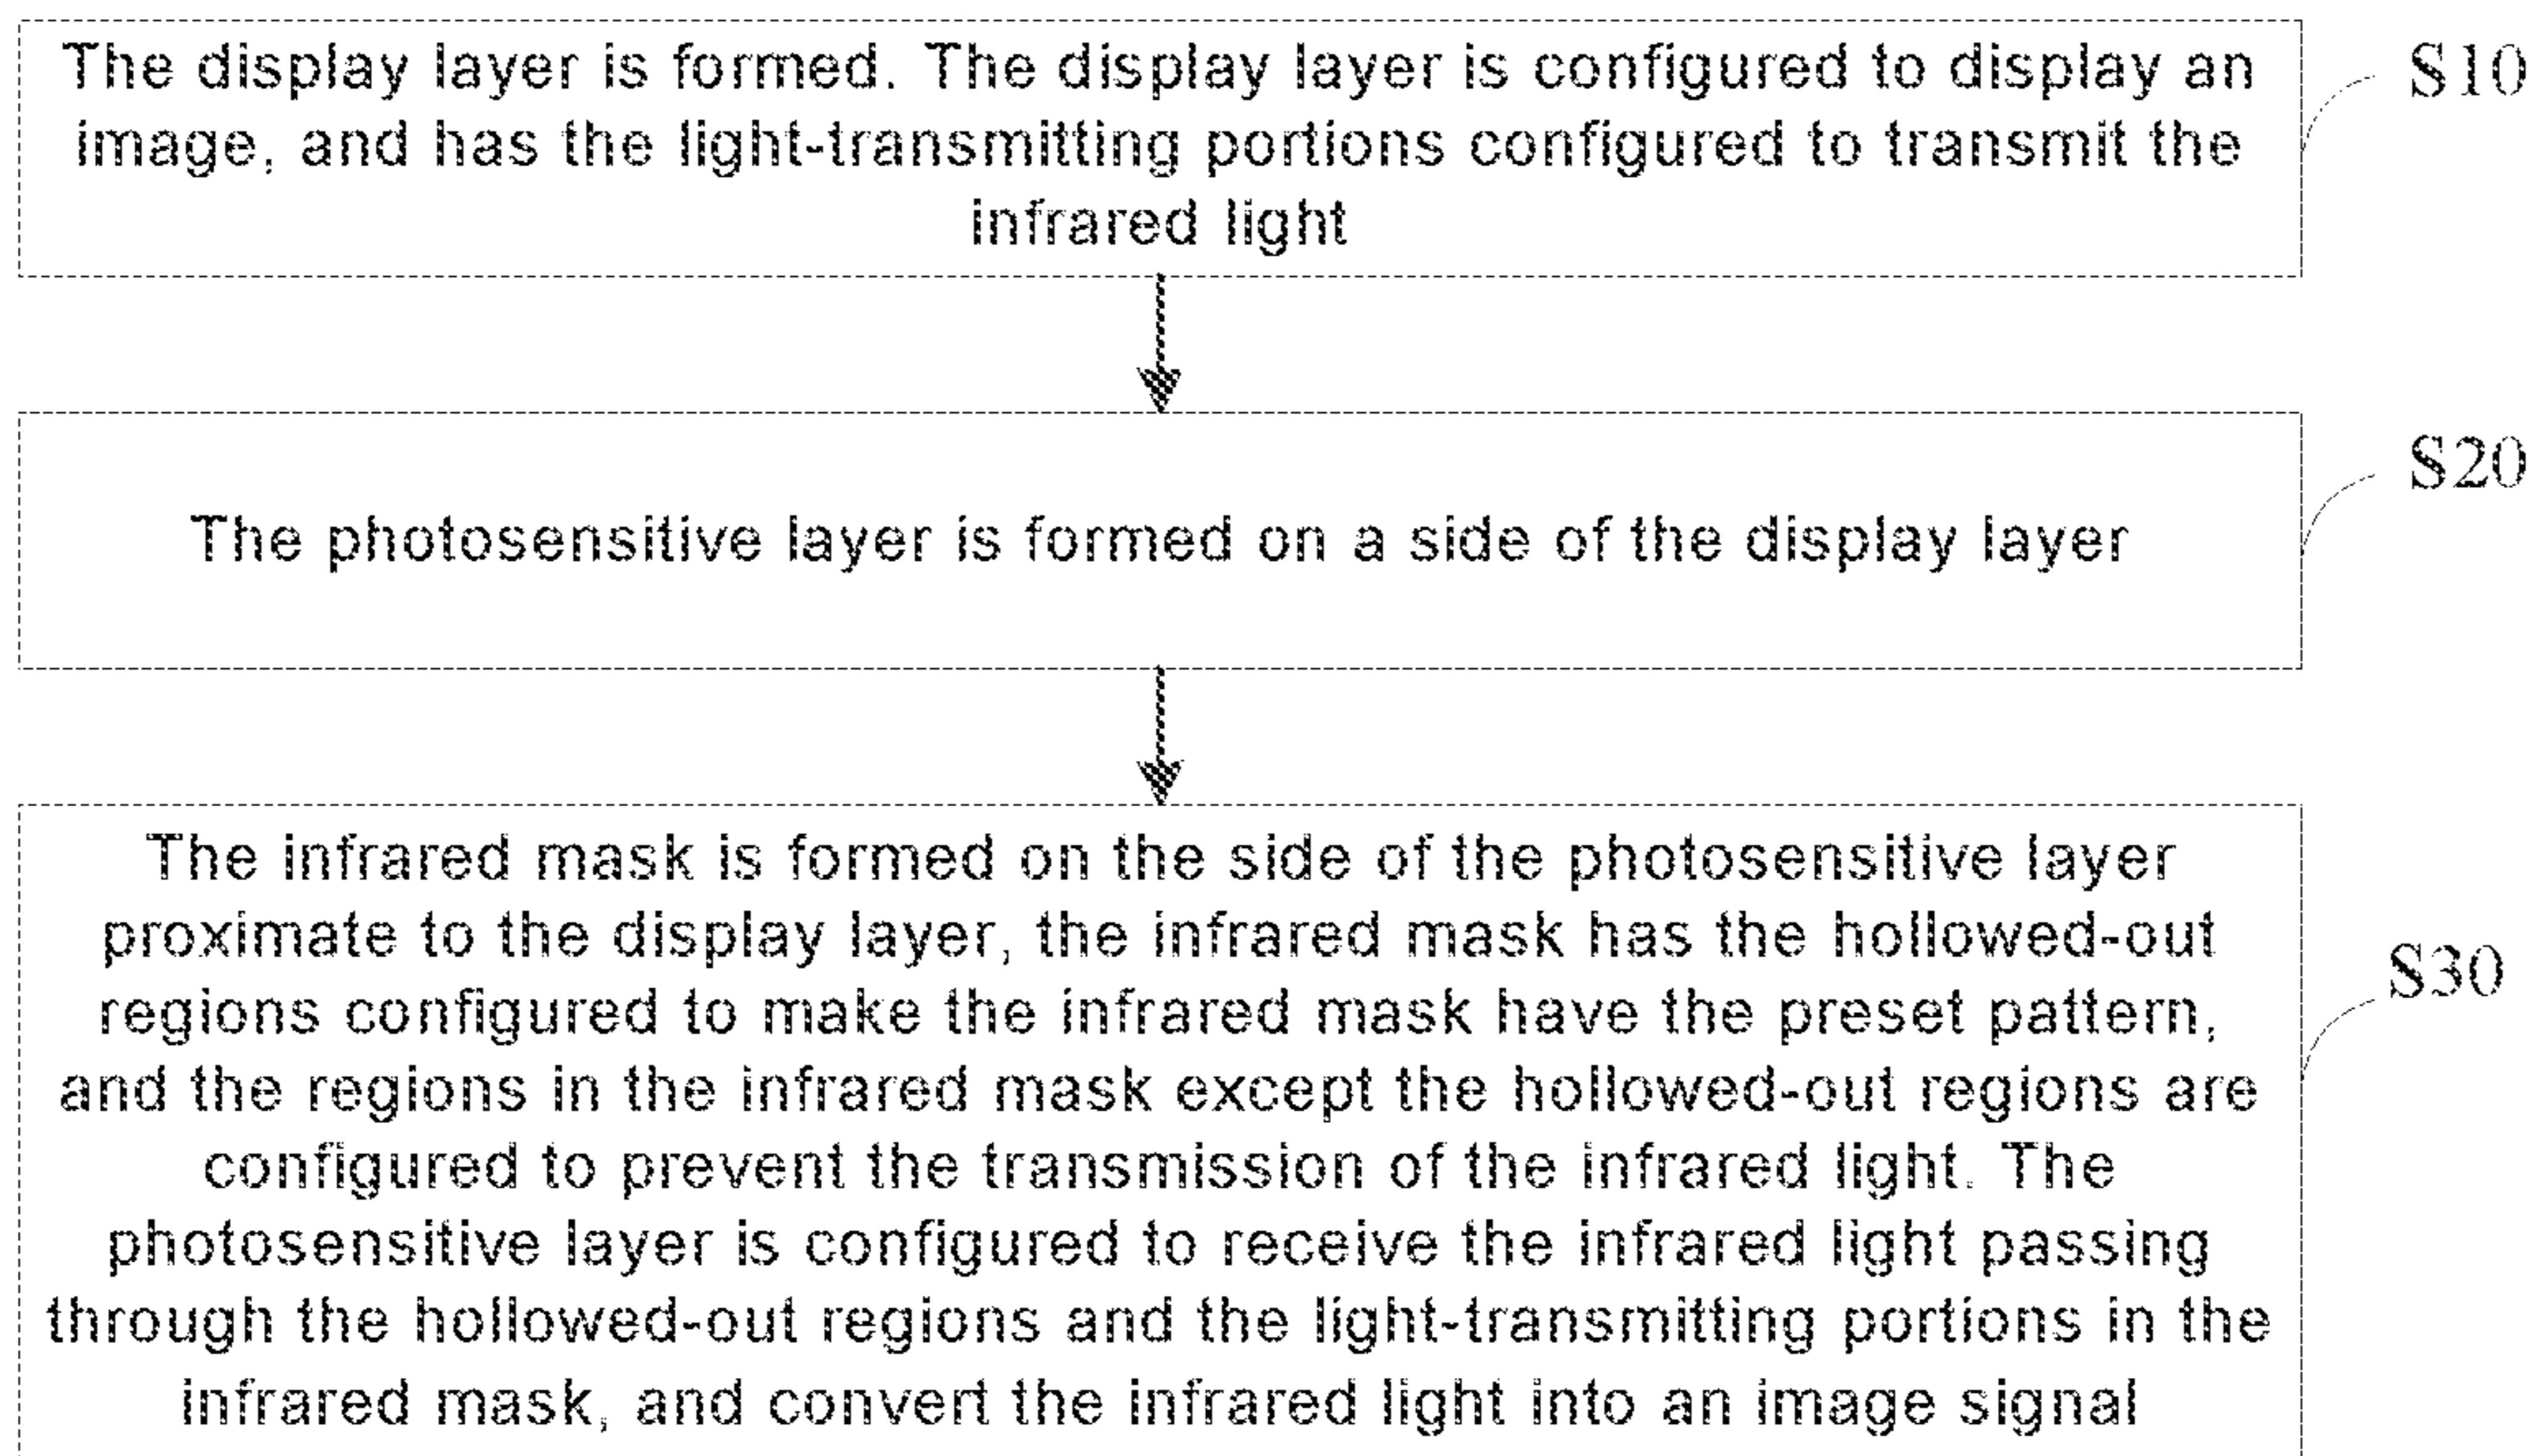 The display layer is formed. The display layer is configured to display an
image, and has the light-transmitting portions configured to transmit the
infrared light
S10
The photosensitive layer is formed on a side of the display layer
S20
The infrared mask is formed on the side of the photosensitive layer
proximate to the display layer, the infrared mask has the hollowed-out
regions configured to make the infrared mask have the preset pattern,
and the regions in the infrared mask except the hollowed-out regions are
configured to prevent the transmission of the infrared light. The
photosensitive layer is configured to receive the infrared light passing
through the hollowed-out regions and the light-transmitting portions in the
infrared mask, and convert the infrared light into an image signal
S30